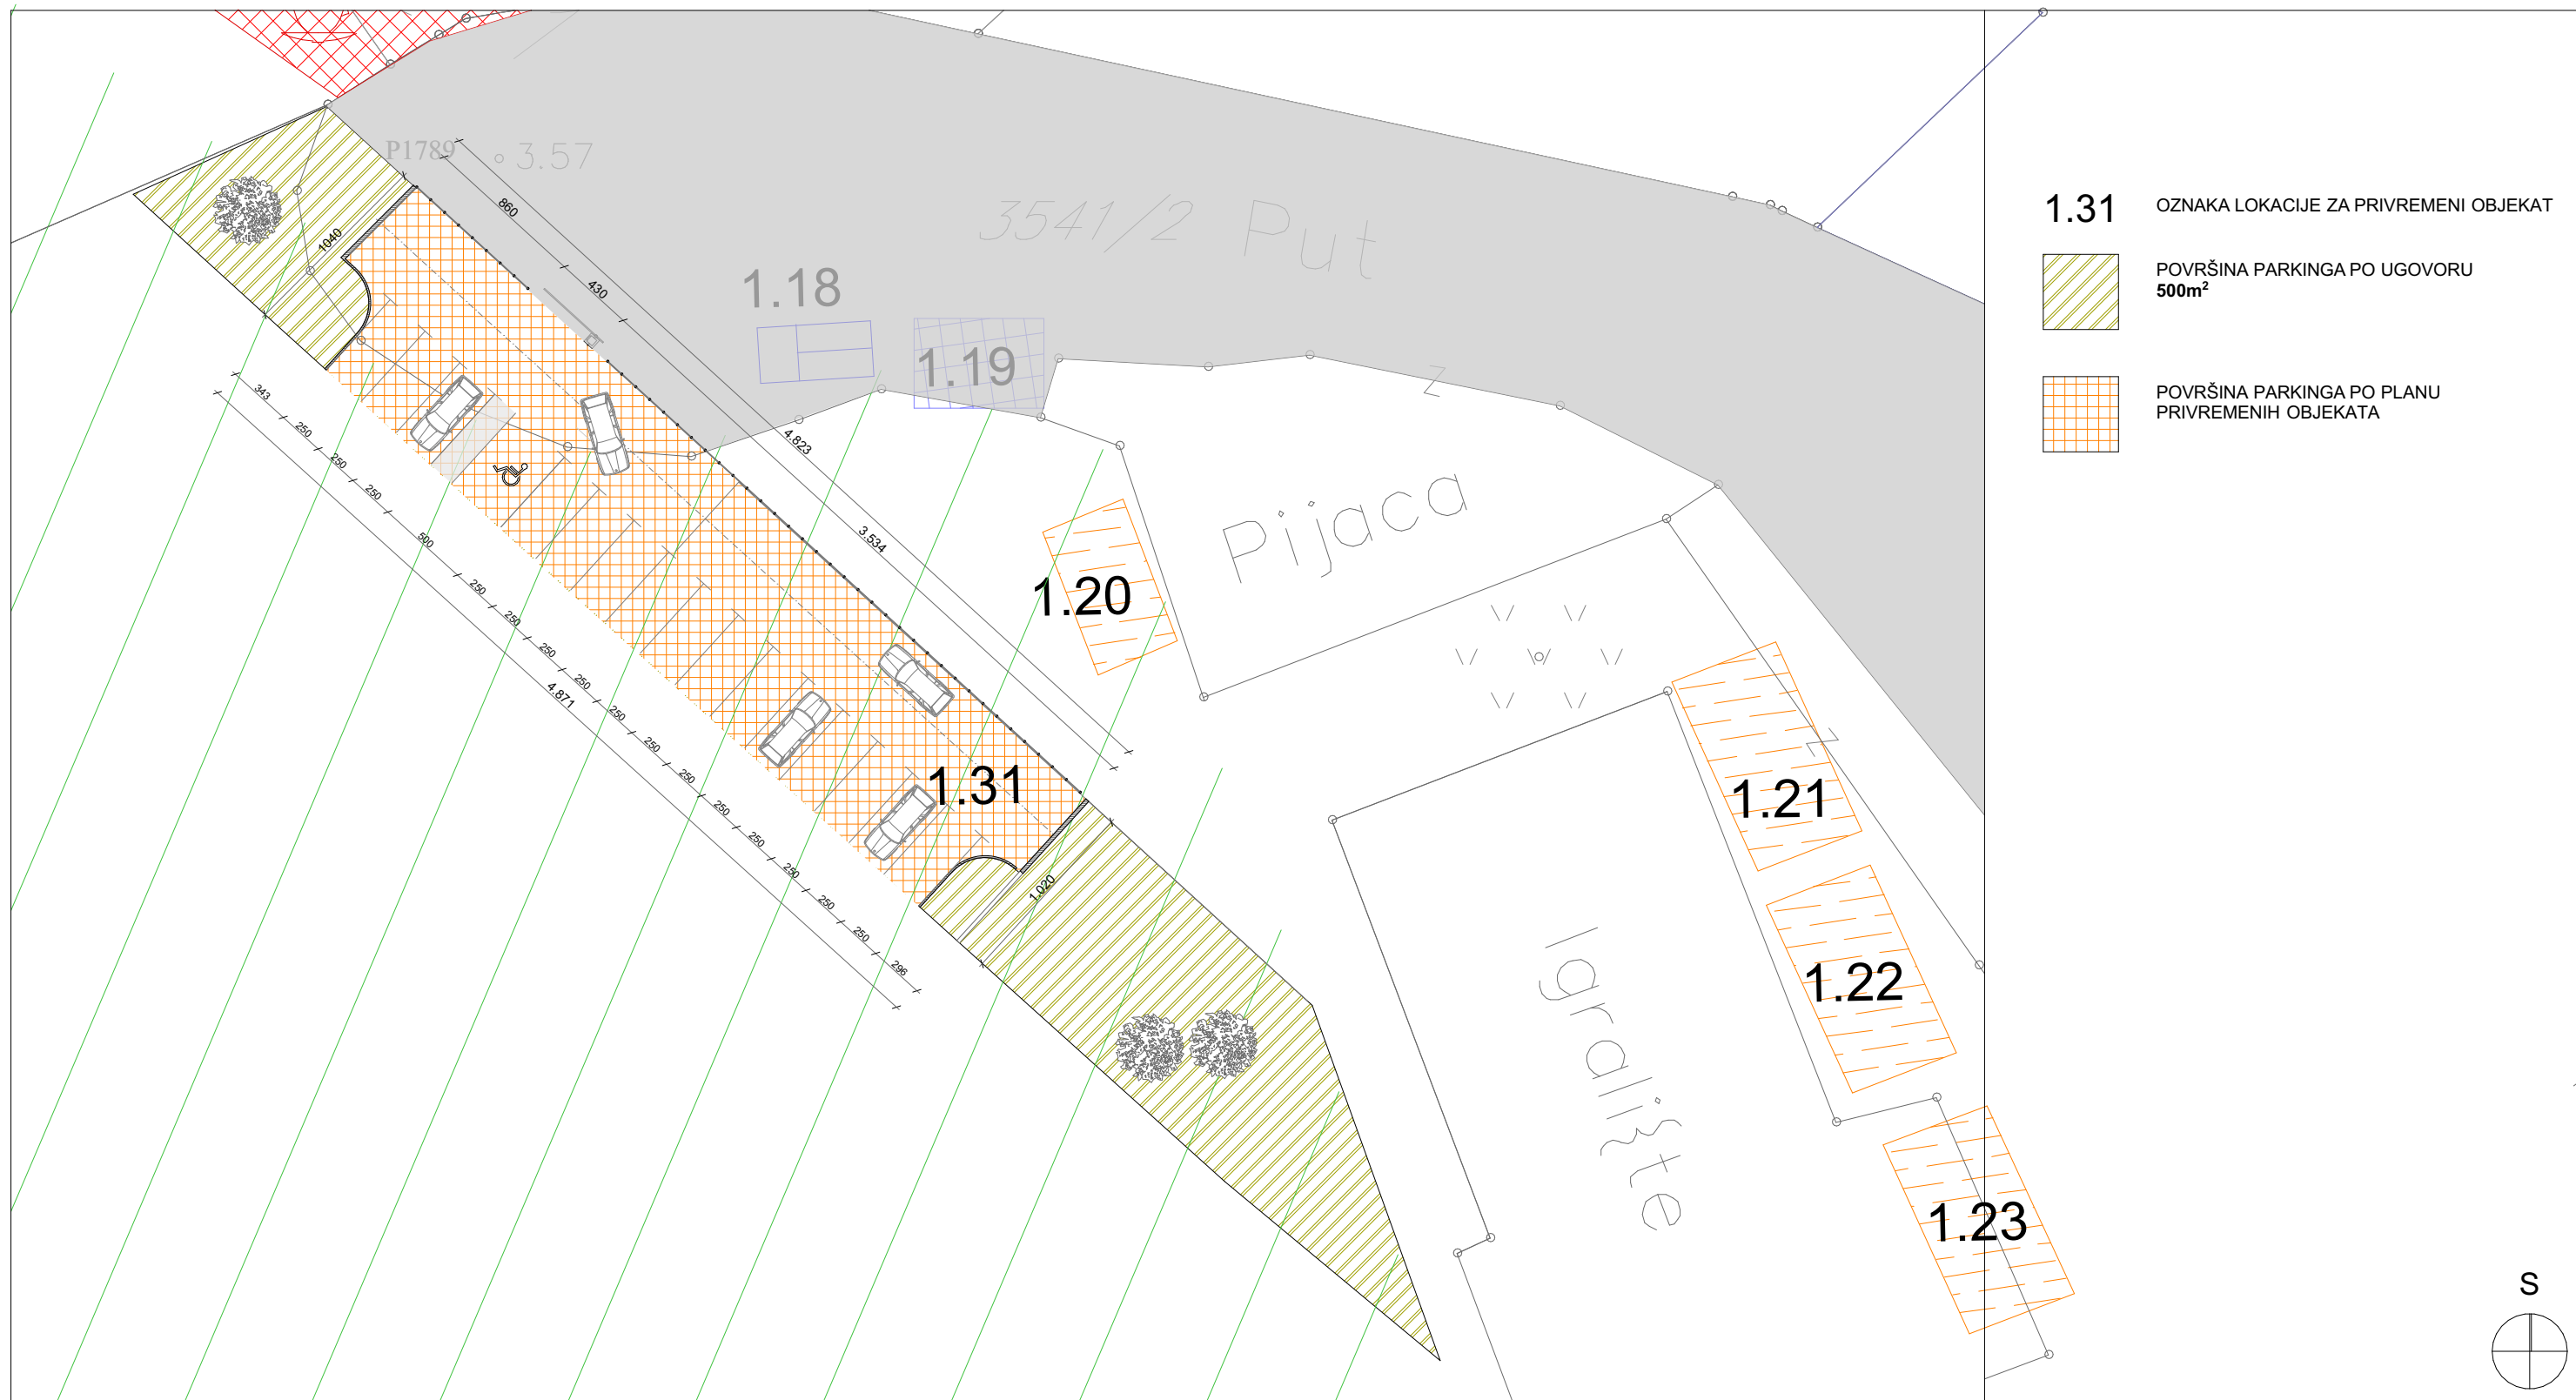 P1789
3.57
3541/2 Put
1.18
1.19
860
430
1040
4.823
3.534
343
250
250
250
500
250
250
250
250
250
250
250
250
250
250
250
250
296
4.871
1.020
Z
Pijaca
1.20
1.31
1.21
Z
1.22
1.23
Igrali{te
1.31 OZNAKA LOKACIJE ZA PRIVREMENI OBJEKAT
POVRŠINA PARKINGA PO UGOVORU
500m²
POVRŠINA PARKINGA PO PLANU
PRIVREMENIH OBJEKATA
S